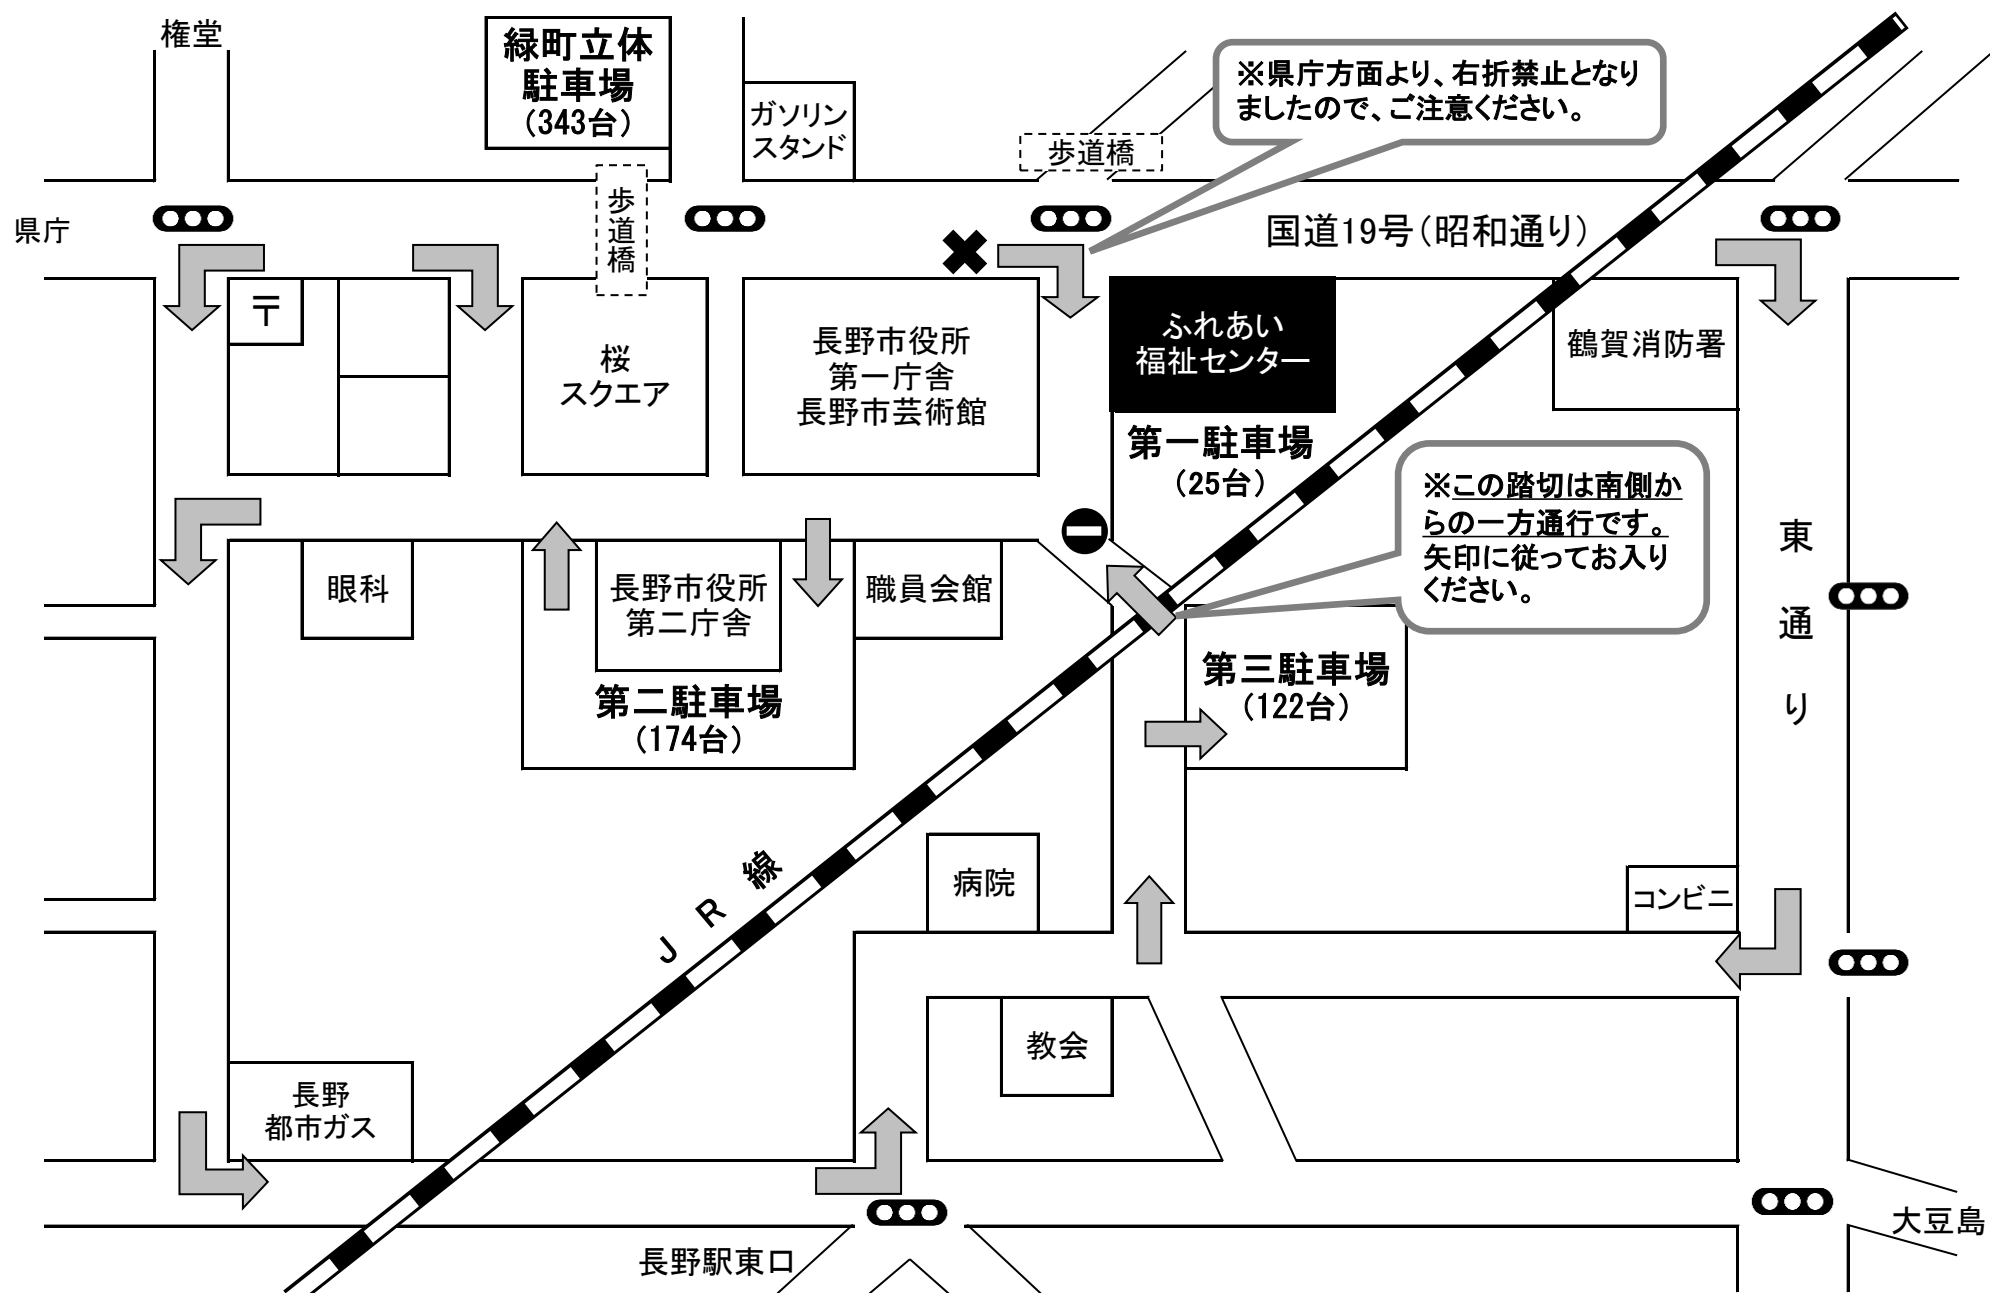 権堂
緑町立体
駐車場
（343台）
ガソリン
スタンド
※県庁方面より、右折禁止となり
ましたので、ご注意ください。
歩道橋
歩道橋
県庁
国道19号（昭和通り）
〒
桜
スクエア
長野市役所
第一庁舎
長野市芸術館
ふれあい
福祉センター
鶴賀消防署
第一駐車場
（25台）
※この踏切は南側か
らの一方通行です。
矢印に従ってお入り
ください。
東通り
眼科
長野市役所
第二庁舎
職員会館
第二駐車場
（174台）
第三駐車場
（122台）
JR線
病院
コンビニ
教会
長野
都市ガス
長野駅東口
大豆島